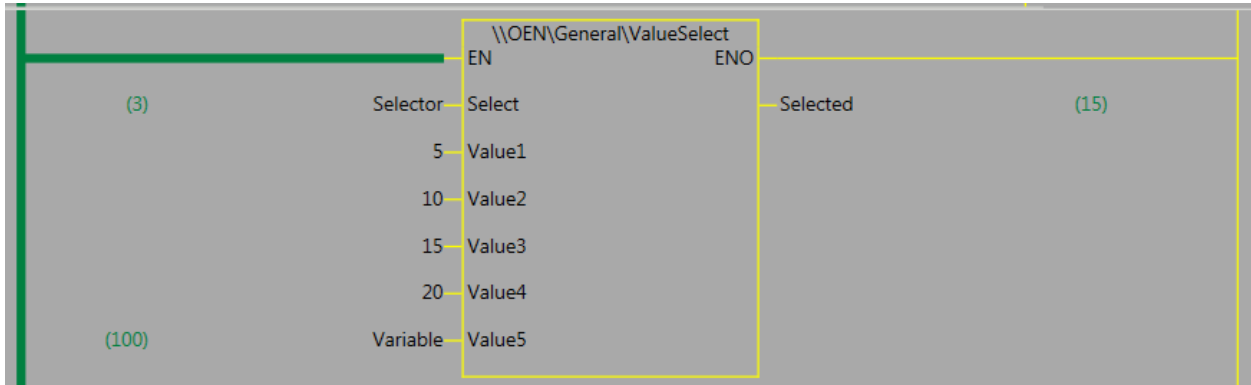 \\OEN\General\ValueSelect
EN ENO
(3) Selector Select Selected (15)
5 Value1
10 Value2
15 Value3
20 Value4
(100) Variable Value5